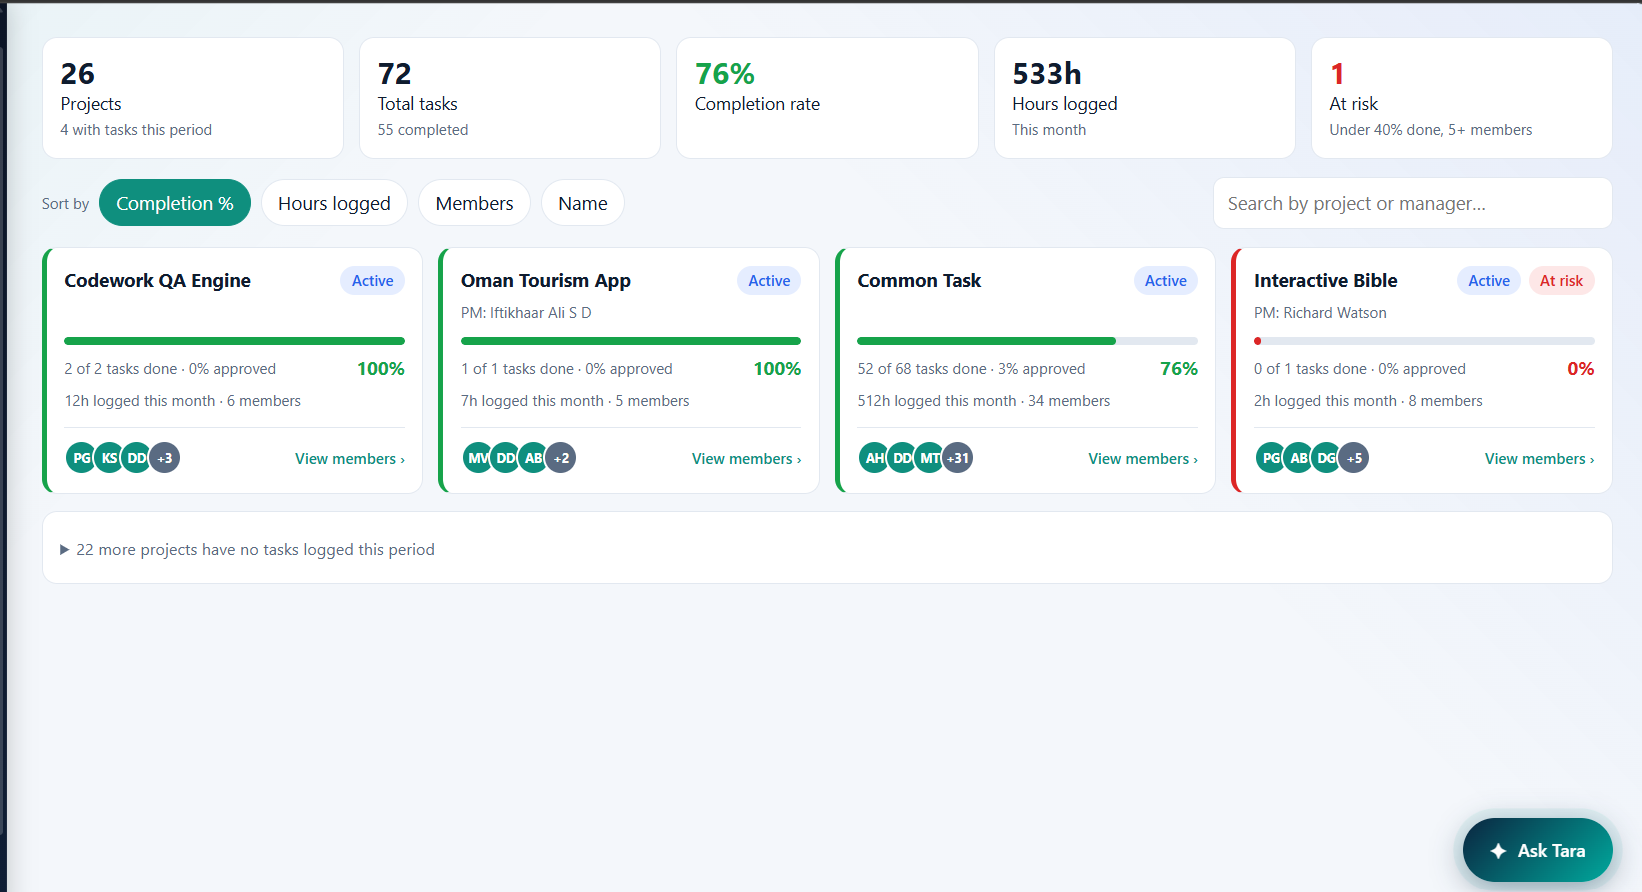 26
Projects
4 with tasks this period
72
Total tasks
55 completed
76%
Completion rate
533h
Hours logged
This month
1
At risk
Under 40% done, 5+ members
Sort by
Completion %
Hours logged
Members
Name
Search by project or manager...
Codework QA Engine
Active
2 of 2 tasks done · 0% approved
100%
12h logged this month · 6 members
PG KS DD +3
View members ›
Oman Tourism App
Active
PM: Iftikhaar Ali S D
1 of 1 tasks done · 0% approved
100%
7h logged this month · 5 members
MV DD AB +2
View members ›
Common Task
Active
52 of 68 tasks done · 3% approved
76%
512h logged this month · 34 members
AH DD MT +31
View members ›
Interactive Bible
Active
At risk
PM: Richard Watson
0 of 1 tasks done · 0% approved
0%
2h logged this month · 8 members
PG AB DG +5
View members ›
▶ 22 more projects have no tasks logged this period
Ask Tara